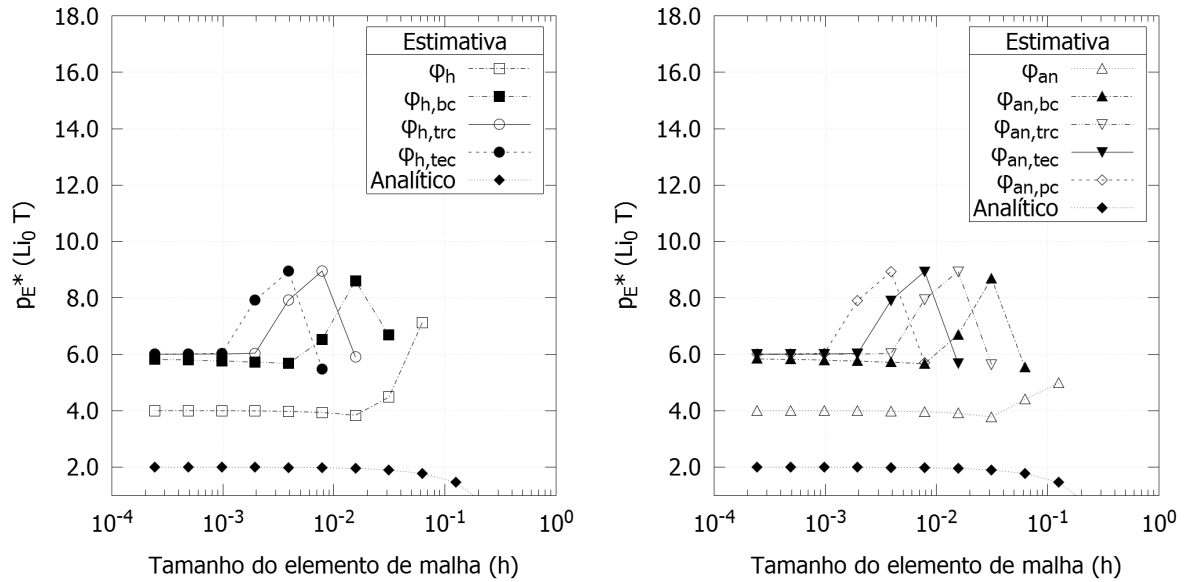 18.0
16.0
14.0
12.0
10.0
8.0
6.0
4.0
2.0
pE* (Li0 T)
Estimativa
φh
φh,bc
φh,trc
φh,tec
Analítico
10-4
10-3
10-2
10-1
100
Tamanho do elemento de malha (h)
18.0
16.0
14.0
12.0
10.0
8.0
6.0
4.0
2.0
pE* (Li0 T)
Estimativa
φan
φan,bc
φan,trc
φan,tec
φan,pc
Analítico
10-4
10-3
10-2
10-1
100
Tamanho do elemento de malha (h)